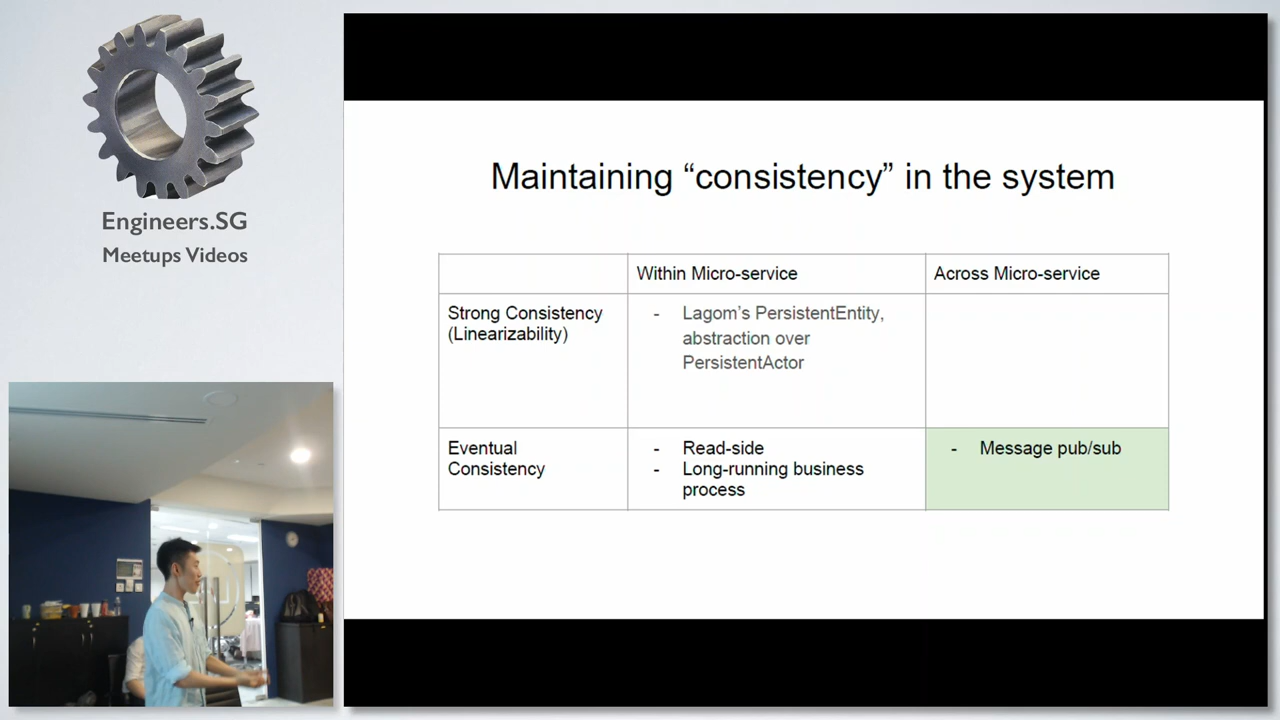 Engineers.SG
Meetups Videos
Maintaining “consistency” in the system
Within Micro-service
Across Micro-service
Strong Consistency
(Linearizability)
- Lagom’s PersistentEntity,
abstraction over
PersistentActor
Eventual
Consistency
- Read-side
- Long-running business
process
- Message pub/sub